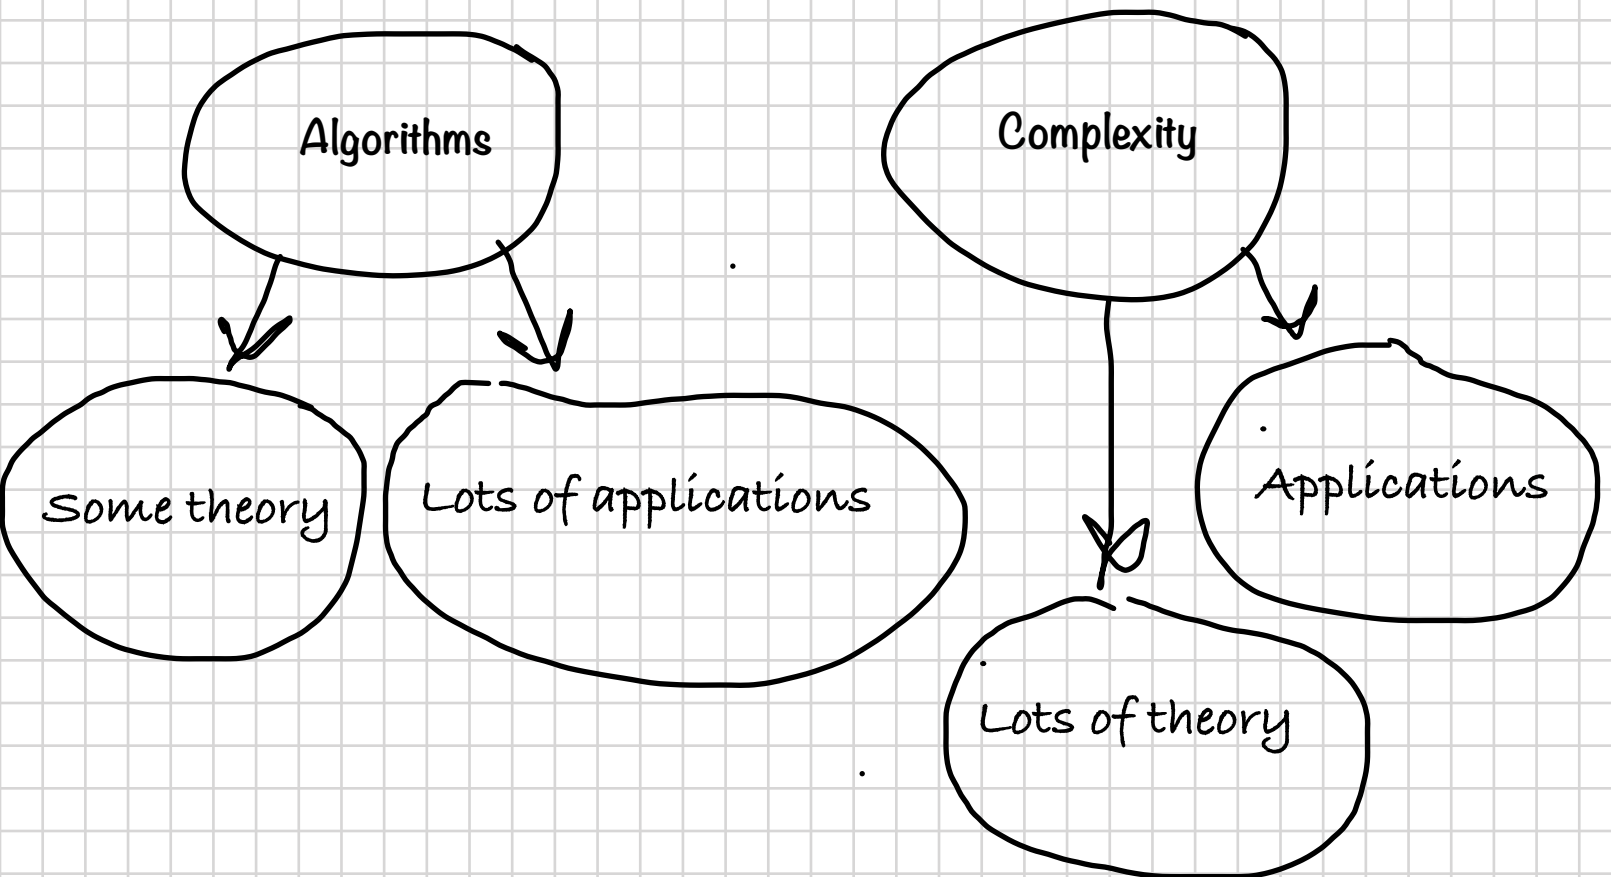 Algorithms
Complexity
Some theory
Lots of applications
Applications
Lots of theory